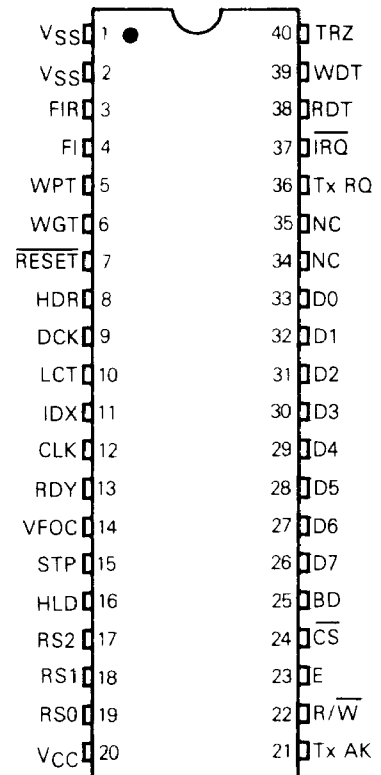 VSS 1 40 TRZ
VSS 2 39 WDT
FIR 3 38 RDT
FI 4 37 I̅R̅Q̅
WPT 5 36 Tx RQ
WGT 6 35 NC
R̅E̅S̅E̅T̅ 7 34 NC
HDR 8 33 D0
DCK 9 32 D1
LCT 10 31 D2
IDX 11 30 D3
CLK 12 29 D4
RDY 13 28 D5
VFOC 14 27 D6
STP 15 26 D7
HLD 16 25 BD
RS2 17 24 C̅S̅
RS1 18 23 E
RS0 19 22 R/W̅
VCC 20 21 Tx AK